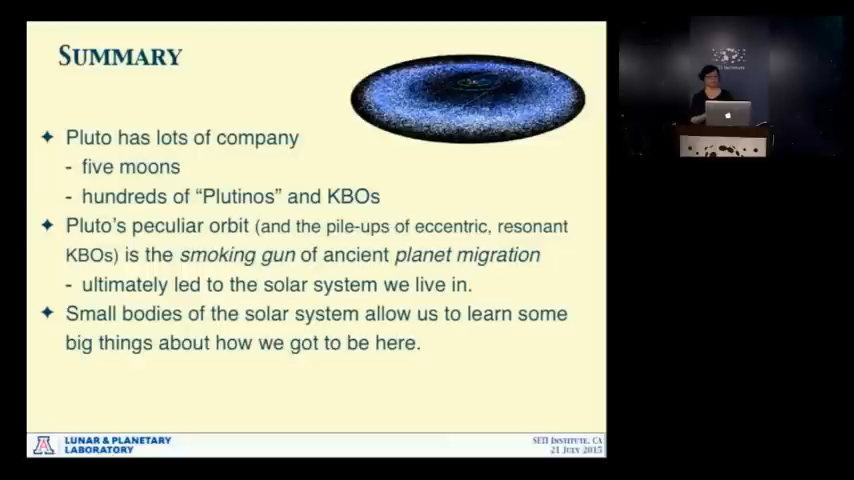 SUMMARY
✦ Pluto has lots of company
- five moons
- hundreds of “Plutinos” and KBOs
✦ Pluto’s peculiar orbit (and the pile-ups of eccentric, resonant
KBOs) is the smoking gun of ancient planet migration
- ultimately led to the solar system we live in.
✦ Small bodies of the solar system allow us to learn some
big things about how we got to be here.
A
LUNAR & PLANETARY
LABORATORY
SETI INSTITUTE, CA
21 JULY 2015
SETI INSTITUTE